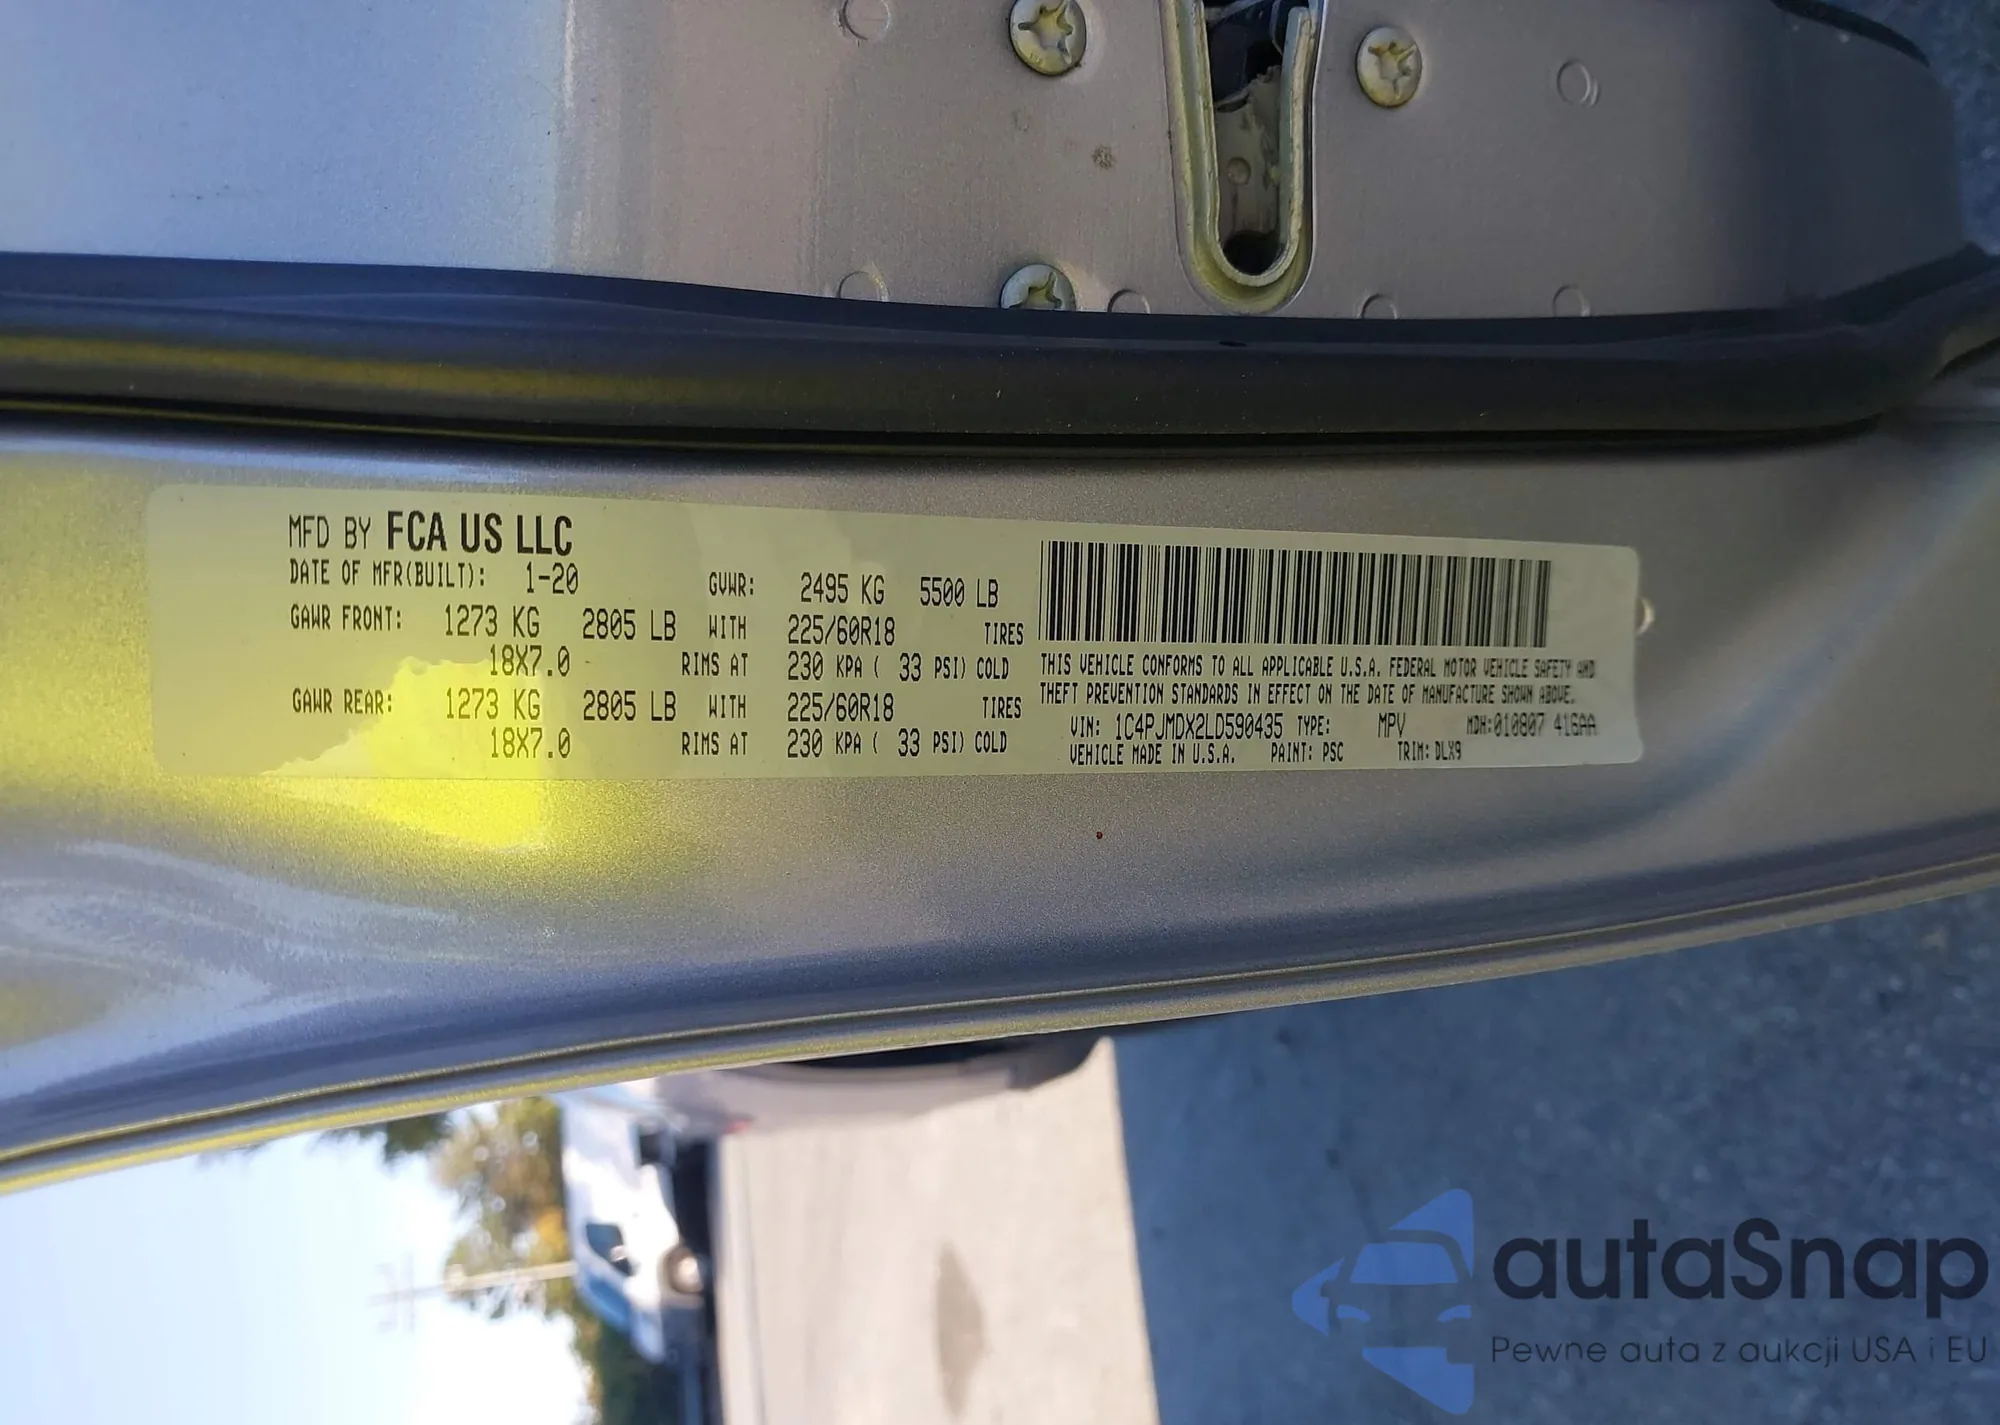 MFD BY FCA US LLC
DATE OF MFR(BUILT): 1-20 GVWR: 2495 KG 5500 LB
GAWR FRONT: 1273 KG 2805 LB WITH 225/60R18 TIRES
18X7.0 RIMS AT 230 KPA ( 33 PSI) COLD
GAWR REAR: 1273 KG 2805 LB WITH 225/60R18 TIRES
18X7.0 RIMS AT 230 KPA ( 33 PSI) COLD
THIS VEHICLE CONFORMS TO ALL APPLICABLE U.S.A. FEDERAL MOTOR VEHICLE SAFETY AND
THEFT PREVENTION STANDARDS IN EFFECT ON THE DATE OF MANUFACTURE SHOWN ABOVE.
VIN: 1C4PJMDX2LD590435 TYPE: MPV MDH:010807 416AA
VEHICLE MADE IN U.S.A. PAINT: PSC TRIM: DLX9
autaSnap
Pewne auta z aukcji USA i EU